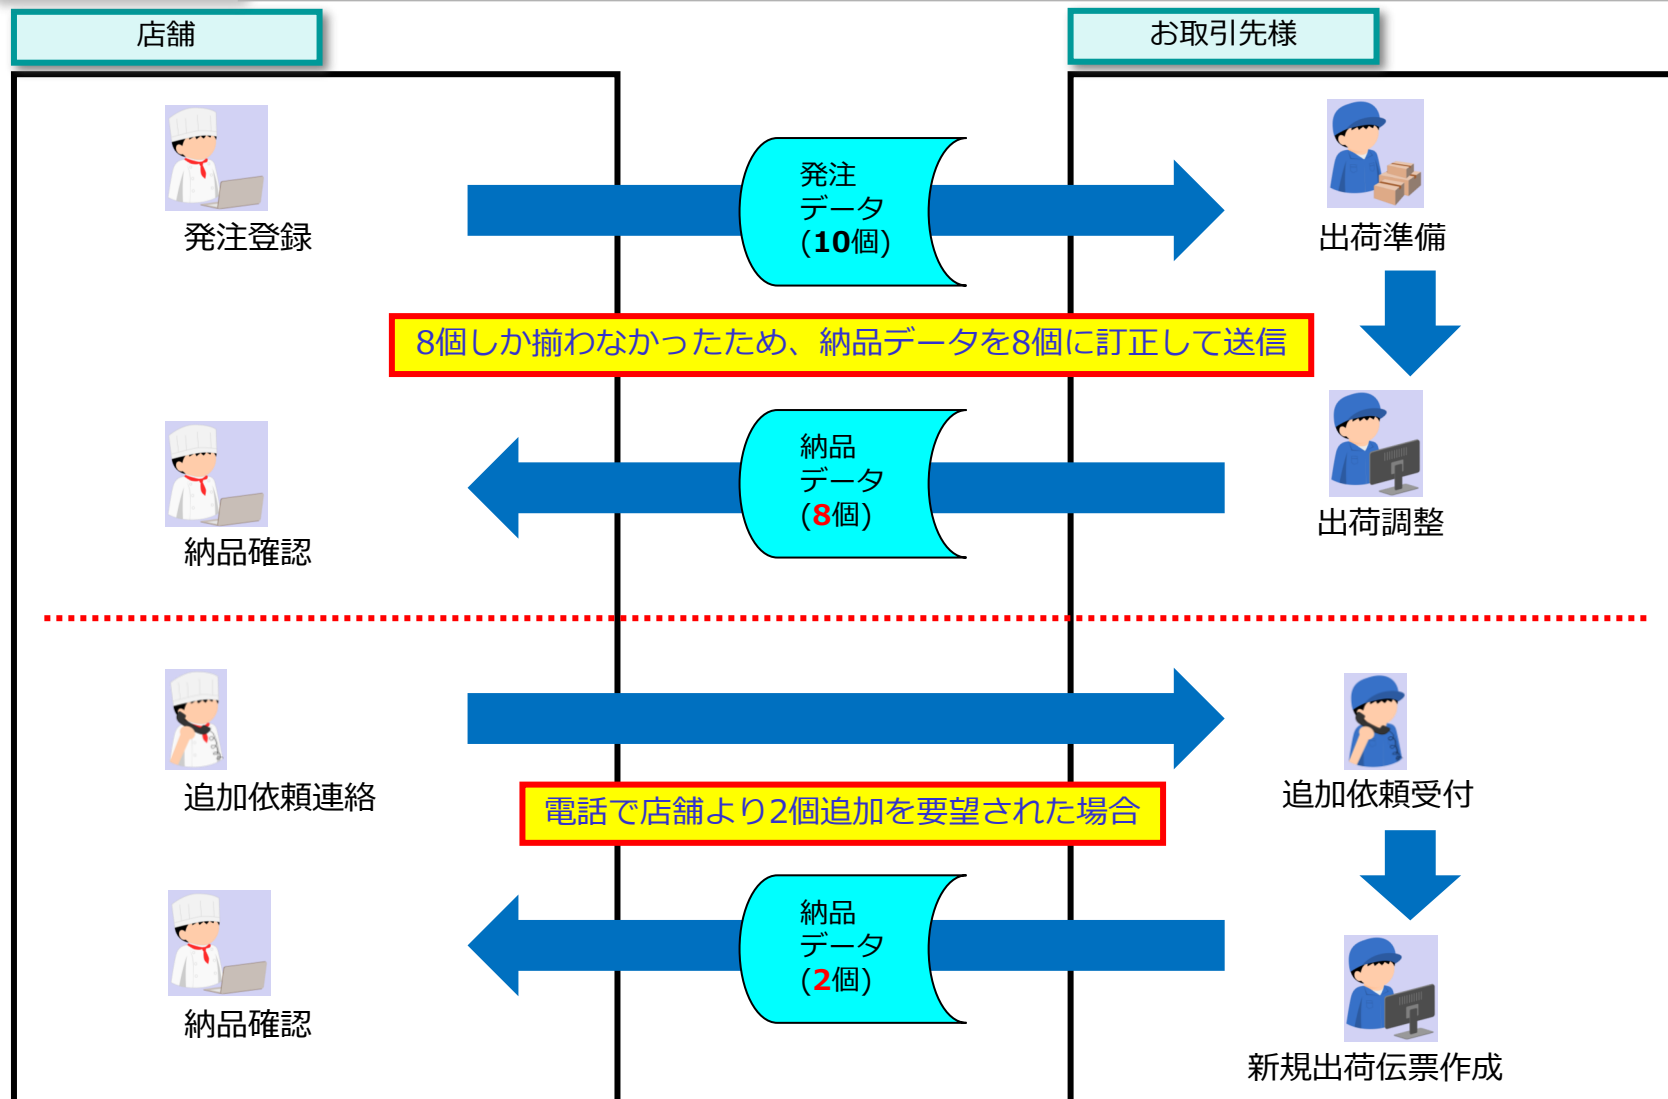 店舗
お取引先様
発注
データ
(10個)
発注登録
出荷準備
8個しか揃わなかったため、納品データを8個に訂正して送信
納品
データ
(8個)
納品確認
出荷調整
追加依頼連絡
追加依頼受付
電話で店舗より2個追加を要望された場合
納品
データ
(2個)
納品確認
新規出荷伝票作成